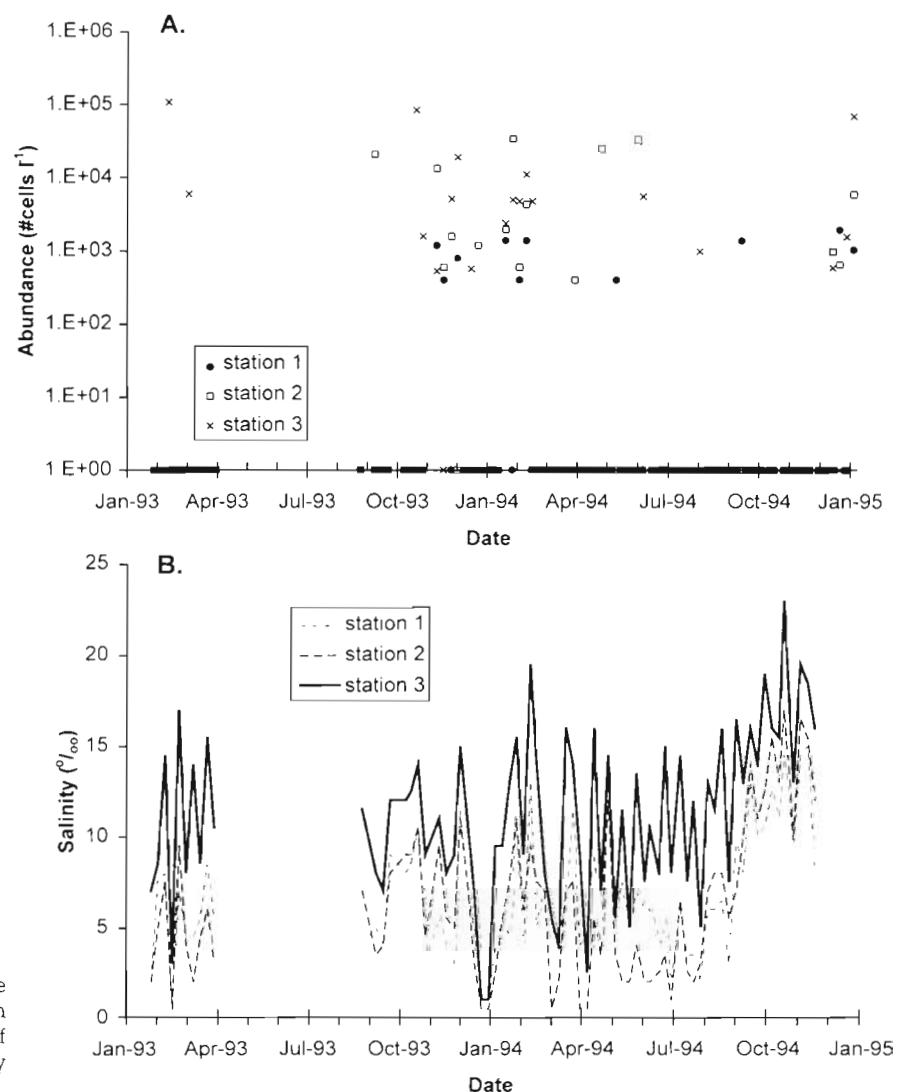 A.
1.E+06
1.E+05
1.E+04
1.E+03
1.E+02
1.E+01
1 E+00
Abundance (#cells l⁻¹)
station 1
station 2
station 3
Jan-93 Apr-93 Jul-93 Oct-93 Jan-94 Apr-94 Jul-94 Oct-94 Jan-95
Date
B.
25
20
15
10
5
0
Salinity (⁰/₀₀)
station 1
station 2
station 3
Jan-93 Apr-93 Jul-93 Oct-93 Jan-94 Apr-94 Jul-94 Oct-94 Jan-95
Date